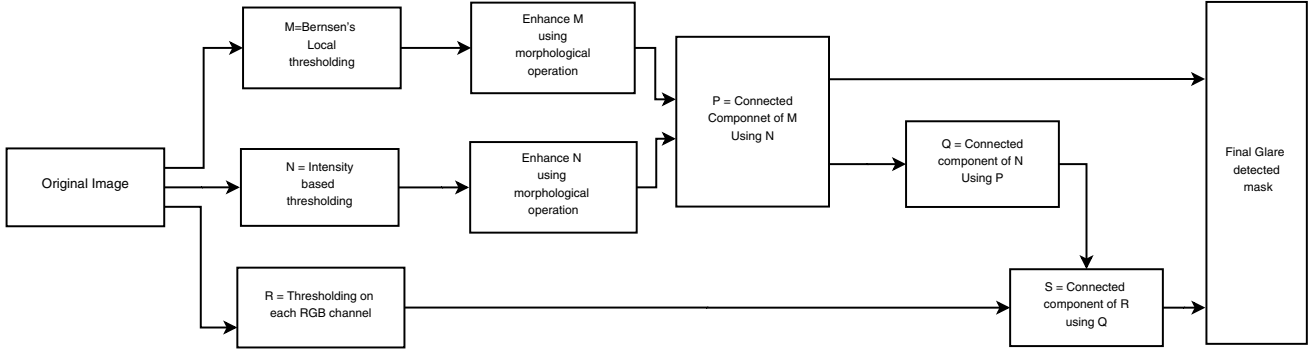 Original Image
M=Bernsen's
Local
thresholding
Enhance M
using
morphological
operation
N = Intensity
based
thresholding
Enhance N
using
morphological
operation
R = Thresholding on
each RGB channel
P = Connected
Componnet of M
Using N
Q = Connected
component of N
Using P
S = Connected
component of R
using Q
Final Glare
detected
mask